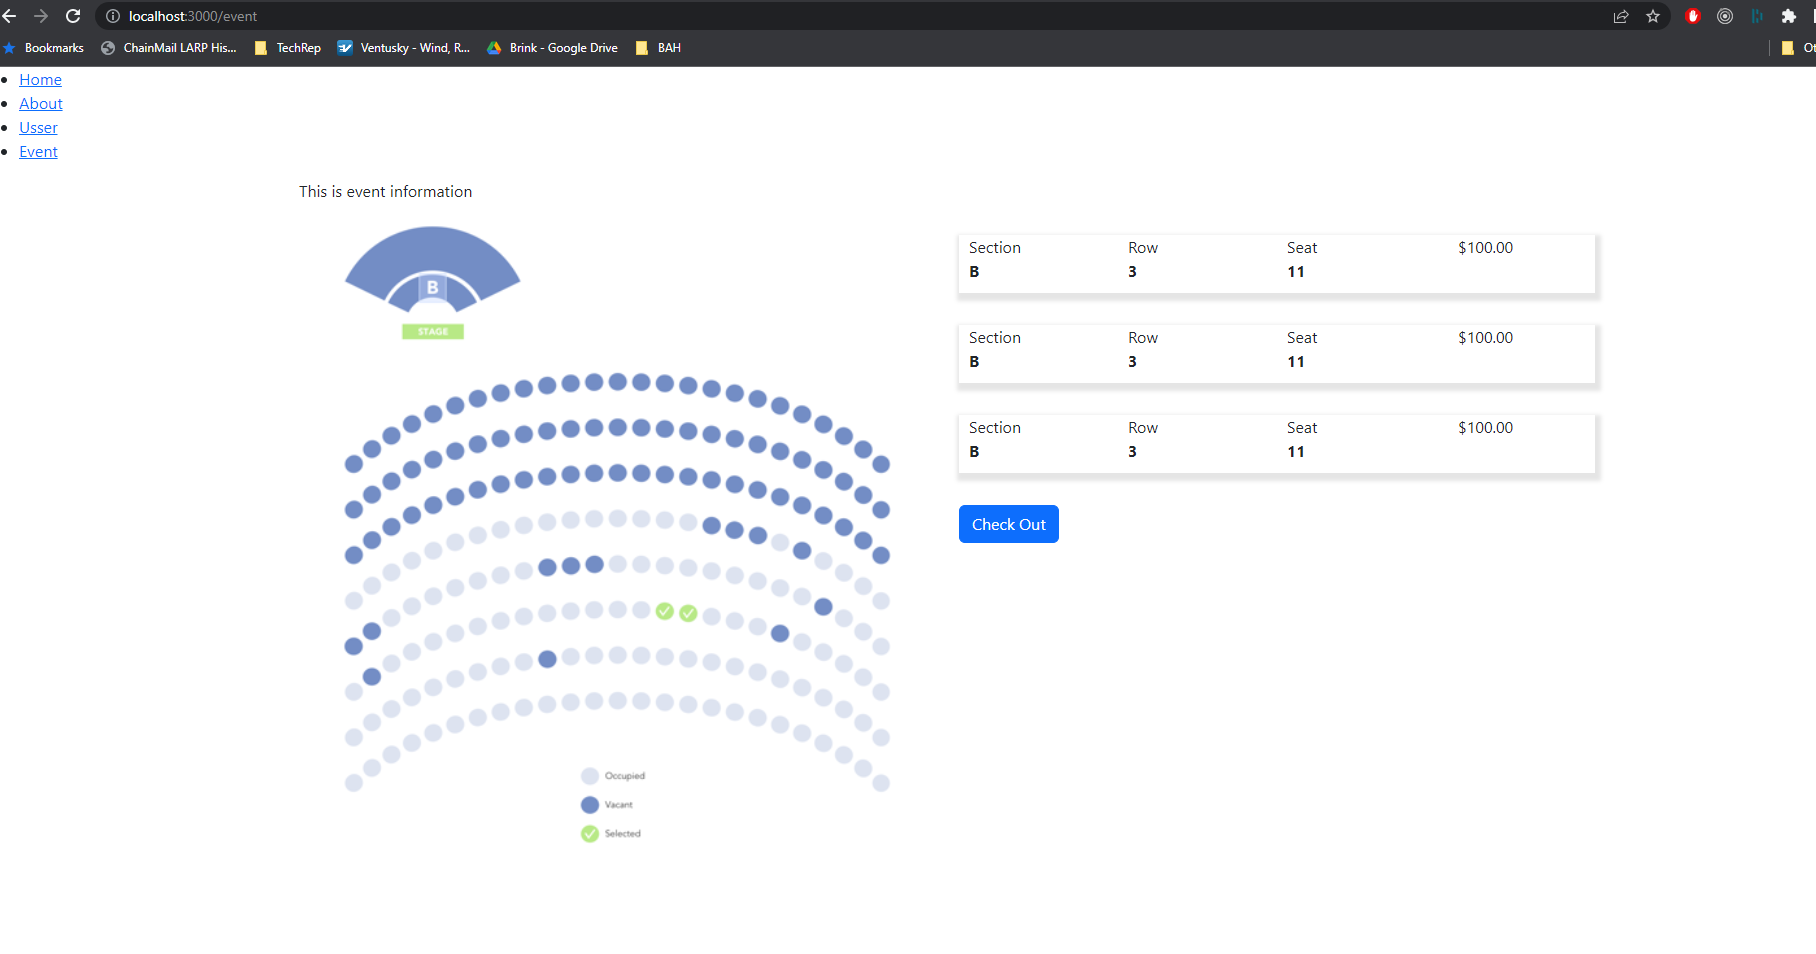 localhost:3000/event
Bookmarks ChainMail LARP His... TechRep Ventusky - Wind, R... Brink - Google Drive BAH Ot
Home
About
Usser
Event
This is event information
B
STAGE
Section Row Seat $100.00
B 3 11
Section Row Seat $100.00
B 3 11
Section Row Seat $100.00
B 3 11
Check Out
Occupied
Vacant
Selected